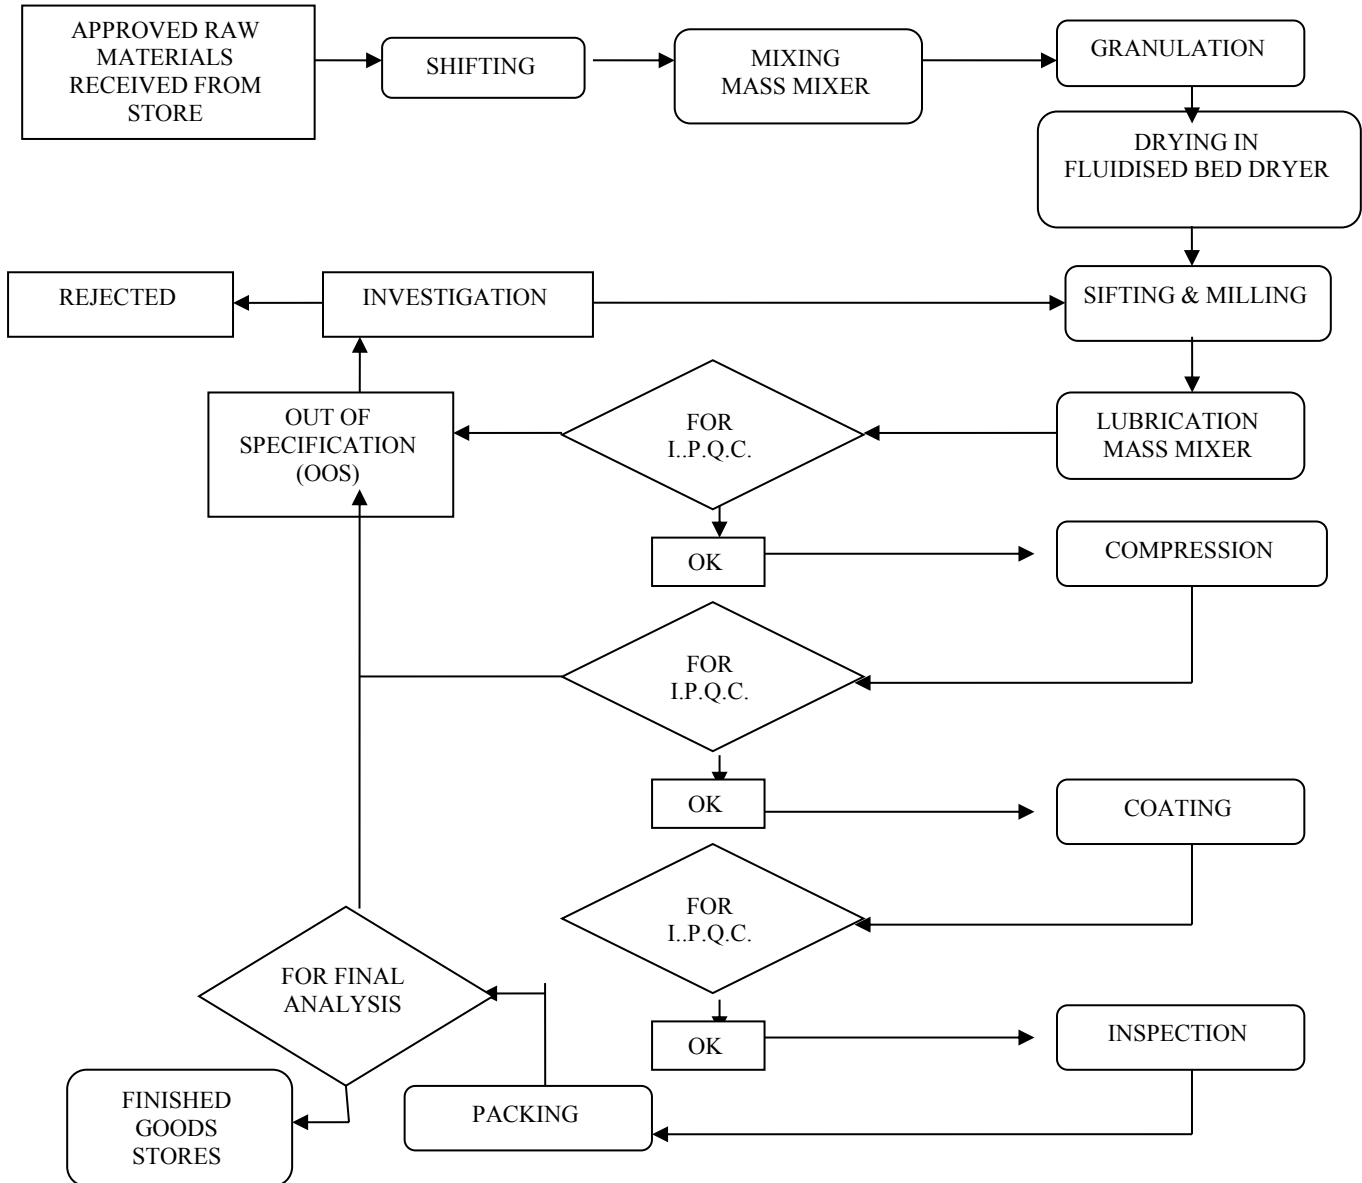 APPROVED RAW
MATERIALS
RECEIVED FROM
STORE
SHIFTING
MIXING
MASS MIXER
GRANULATION
DRYING IN
FLUIDISED BED DRYER
REJECTED
INVESTIGATION
SIFTING & MILLING
OUT OF
SPECIFICATION
(OOS)
FOR
I..P.Q.C.
LUBRICATION
MASS MIXER
OK
COMPRESSION
FOR
I.P.Q.C.
OK
COATING
FOR
I..P.Q.C.
FOR FINAL
ANALYSIS
OK
INSPECTION
FINISHED
GOODS
STORES
PACKING